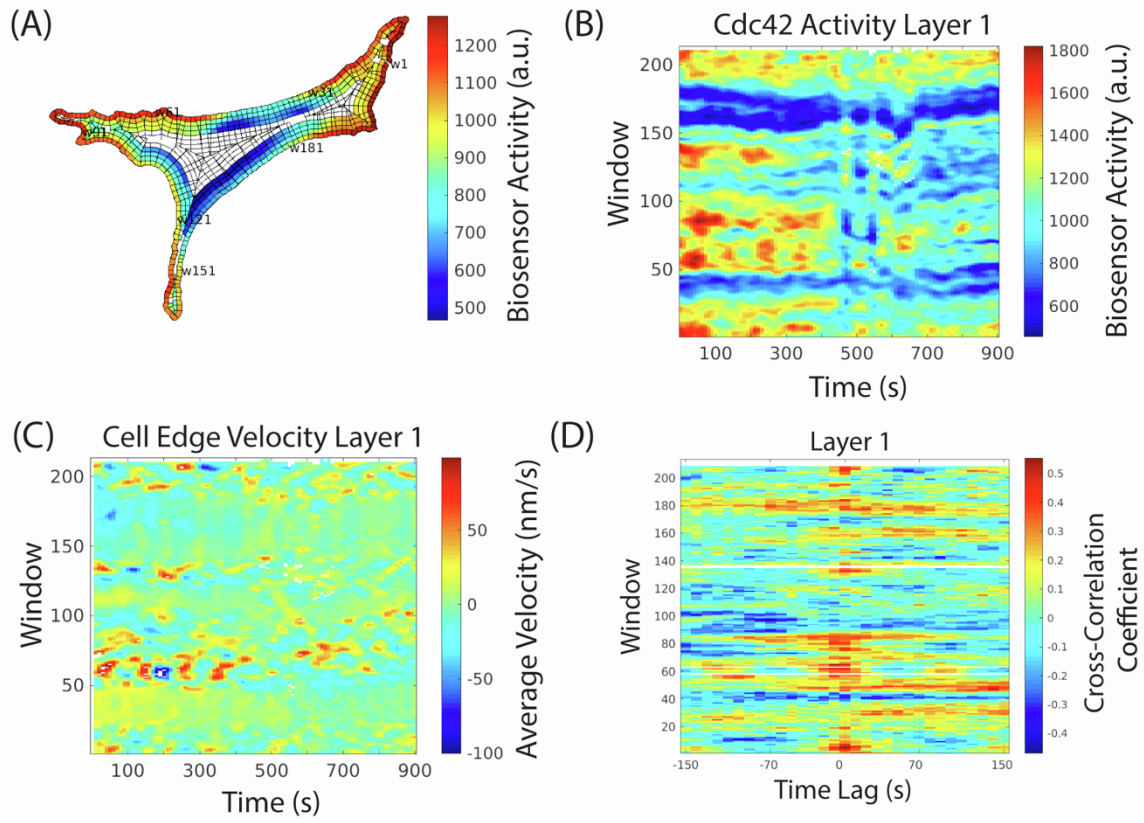 (A)
1200
1100
1000
900
800
700
600
500
Biosensor Activity (a.u.)
w1
w31
w61
w181
w151
(B)
Cdc42 Activity Layer 1
Window
200
150
100
50
100
300
500
700
900
Time (s)
1800
1600
1400
1200
1000
800
600
Biosensor Activity (a.u.)
(C)
Cell Edge Velocity Layer 1
Window
200
150
100
50
100
300
500
700
900
Time (s)
50
0
-50
-100
Average Velocity (nm/s)
(D)
Layer 1
Window
200
180
160
140
120
100
80
60
40
20
-150
-70
0
70
150
Time Lag (s)
0.5
0.4
0.3
0.2
0.1
0
-0.1
-0.2
-0.3
-0.4
Cross-Correlation
Coefficient